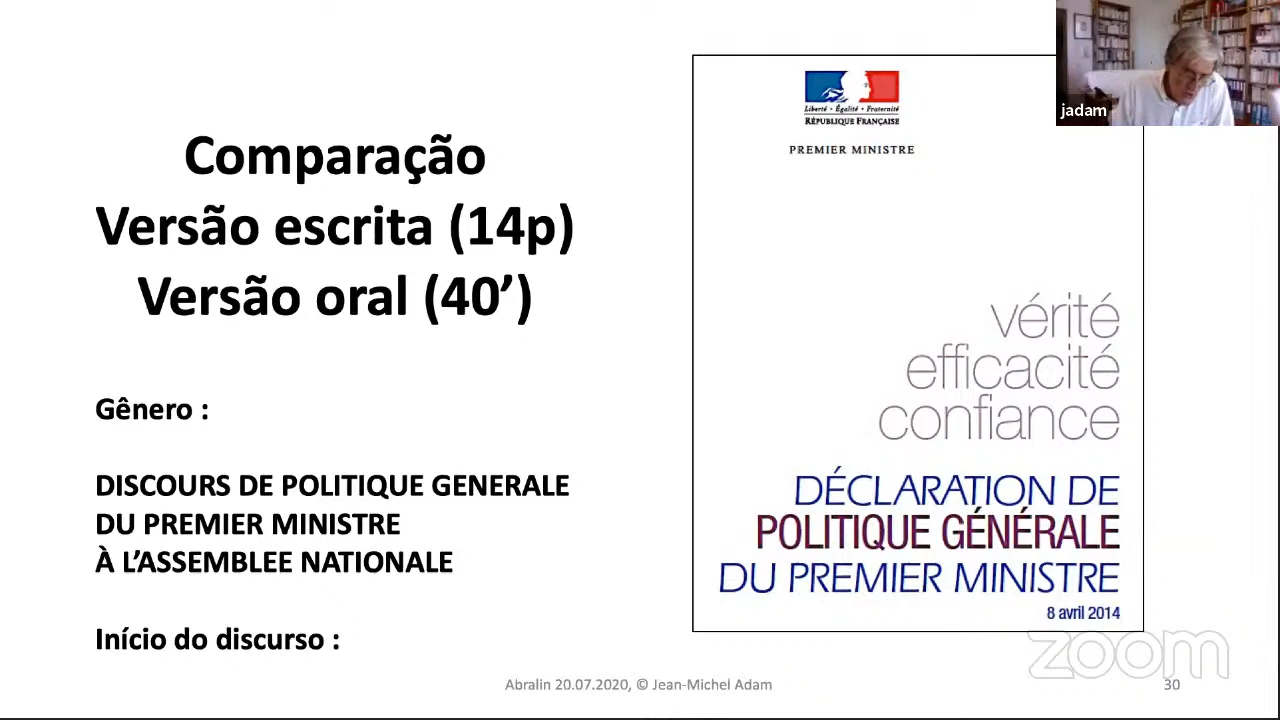 Comparação
Versão escrita (14p)
Versão oral (40’)
Gênero :
DISCOURS DE POLITIQUE GENERALE
DU PREMIER MINISTRE
À L’ASSEMBLEE NATIONALE
Início do discurso :
Liberté • Égalité • Fraternité
RÉPUBLIQUE FRANÇAISE
PREMIER MINISTRE
vérité
efficacité
confiance
DÉCLARATION DE
POLITIQUE GÉNÉRALE
DU PREMIER MINISTRE
8 avril 2014
jadam
zoom
Abralin 20.07.2020, © Jean-Michel Adam
30